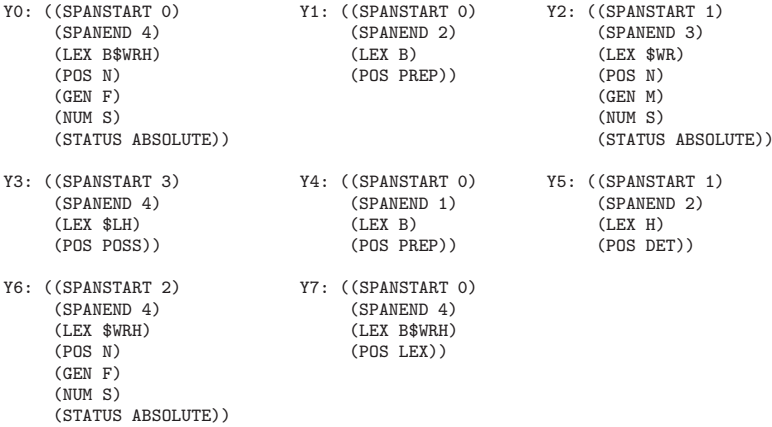 Y0: ((SPANSTART 0) Y1: ((SPANSTART 0) Y2: ((SPANSTART 1)
(SPANEND 4) (SPANEND 2) (SPANEND 3)
(LEX B$WRH) (LEX B) (LEX $WR)
(POS N) (POS PREP)) (POS N)
(GEN F) (GEN M)
(NUM S) (NUM S)
(STATUS ABSOLUTE)) (STATUS ABSOLUTE))
Y3: ((SPANSTART 3) Y4: ((SPANSTART 0) Y5: ((SPANSTART 1)
(SPANEND 4) (SPANEND 1) (SPANEND 2)
(LEX $LH) (LEX B) (LEX H)
(POS POSS)) (POS PREP)) (POS DET))
Y6: ((SPANSTART 2) Y7: ((SPANSTART 0)
(SPANEND 4) (SPANEND 4)
(LEX $WRH) (LEX B$WRH)
(POS N) (POS LEX))
(GEN F)
(NUM S)
(STATUS ABSOLUTE))